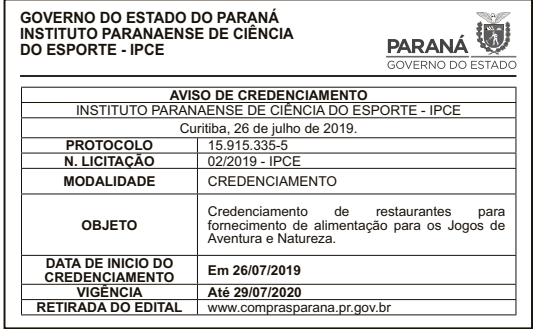 GOVERNO DO ESTADO DO PARANÁ
INSTITUTO PARANAENSE DE CIÊNCIA
DO ESPORTE - IPCE
PARANÁ
GOVERNO DO ESTADO
AVISO DE CREDENCIAMENTO
INSTITUTO PARANAENSE DE CIÊNCIA DO ESPORTE - IPCE
Curitiba, 26 de julho de 2019.
PROTOCOLO 15.915.335-5
N. LICITAÇÃO 02/2019 - IPCE
MODALIDADE CREDENCIAMENTO
OBJETO Credenciamento de restaurantes para
fornecimento de alimentação para os Jogos de
Aventura e Natureza.
DATA DE INICIO DO
CREDENCIAMENTO Em 26/07/2019
VIGÊNCIA Até 29/07/2020
RETIRADA DO EDITAL www.comprasparana.pr.gov.br